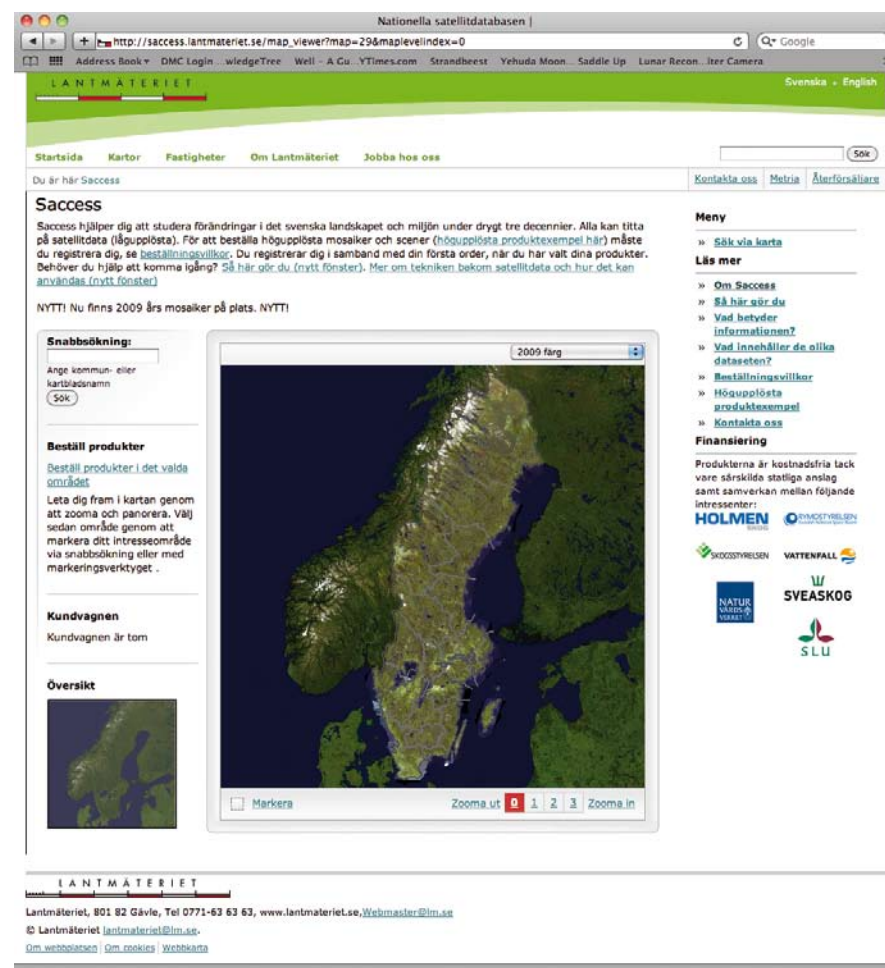 Nationella satellitdatabasen |
http://saccess.lantmateriet.se/map_viewer?map=29&maplevelindex=0
Google
Address Book DMC Login ...wledgeTree Well - A Gu...YTimes.com Strandbeest Yehuda Moon... Saddle Up Lunar Recon...iter Camera
LANTMÄTERIET
Svenska English
Startsida Kartor Fastigheter Om Lantmäteriet Jobba hos oss
Sök
Du är här Saccess
Kontakta oss Metria Återförsäljare
Saccess
Saccess hjälper dig att studera förändringar i det svenska landskapet och miljön under drygt tre decennier. Alla kan titta
på satellitdata (lågupplösta). För att beställa högupplösta mosaiker och scener (högupplösta produktexempel här) måste
du registrera dig, se beställningsvillkor. Du registrerar dig i samband med din första order, när du har valt dina produkter.
Behöver du hjälp att komma igång? Så här gör du (nytt fönster). Mer om tekniken bakom satellitdata och hur det kan
användas (nytt fönster)
NYTT! Nu finns 2009 års mosaiker på plats. NYTT!
Snabbsökning:
Ange kommun- eller
kartbladsnamn
Sök
Beställ produkter
Beställ produkter i det valda
området
Leta dig fram i kartan genom
att zooma och panorera. Välj
sedan område genom att
markera ditt intresseområde
via snabbsökning eller med
markeringsverktyget .
Kundvagnen
Kundvagnen är tom
Översikt
2009 färg
Markera
Zooma ut 0 1 2 3 Zooma in
Meny
» Sök via karta
Läs mer
» Om Saccess
» Så här gör du
» Vad betyder
informationen?
» Vad innehåller de olika
dataseten?
» Beställningsvillkor
» Högupplösta
produktexempel
» Kontakta oss
Finansiering
Produkterna är kostnadsfria tack
vare särskilda statliga anslag
samt samverkan mellan följande
intressenter:
HOLMEN
SKOG
RYMDSTYRELSEN
SKOGSSTYRELSEN
VATTENFALL
NATUR
VÅRDS
VERKET
SVEASKOG
SLU
LANTMÄTERIET
Lantmäteriet, 801 82 Gävle, Tel 0771-63 63 63, www.lantmateriet.se,Webmaster@lm.se
© Lantmäteriet lantmateriet@lm.se.
Om webbplatsen Om cookies Webbkarta